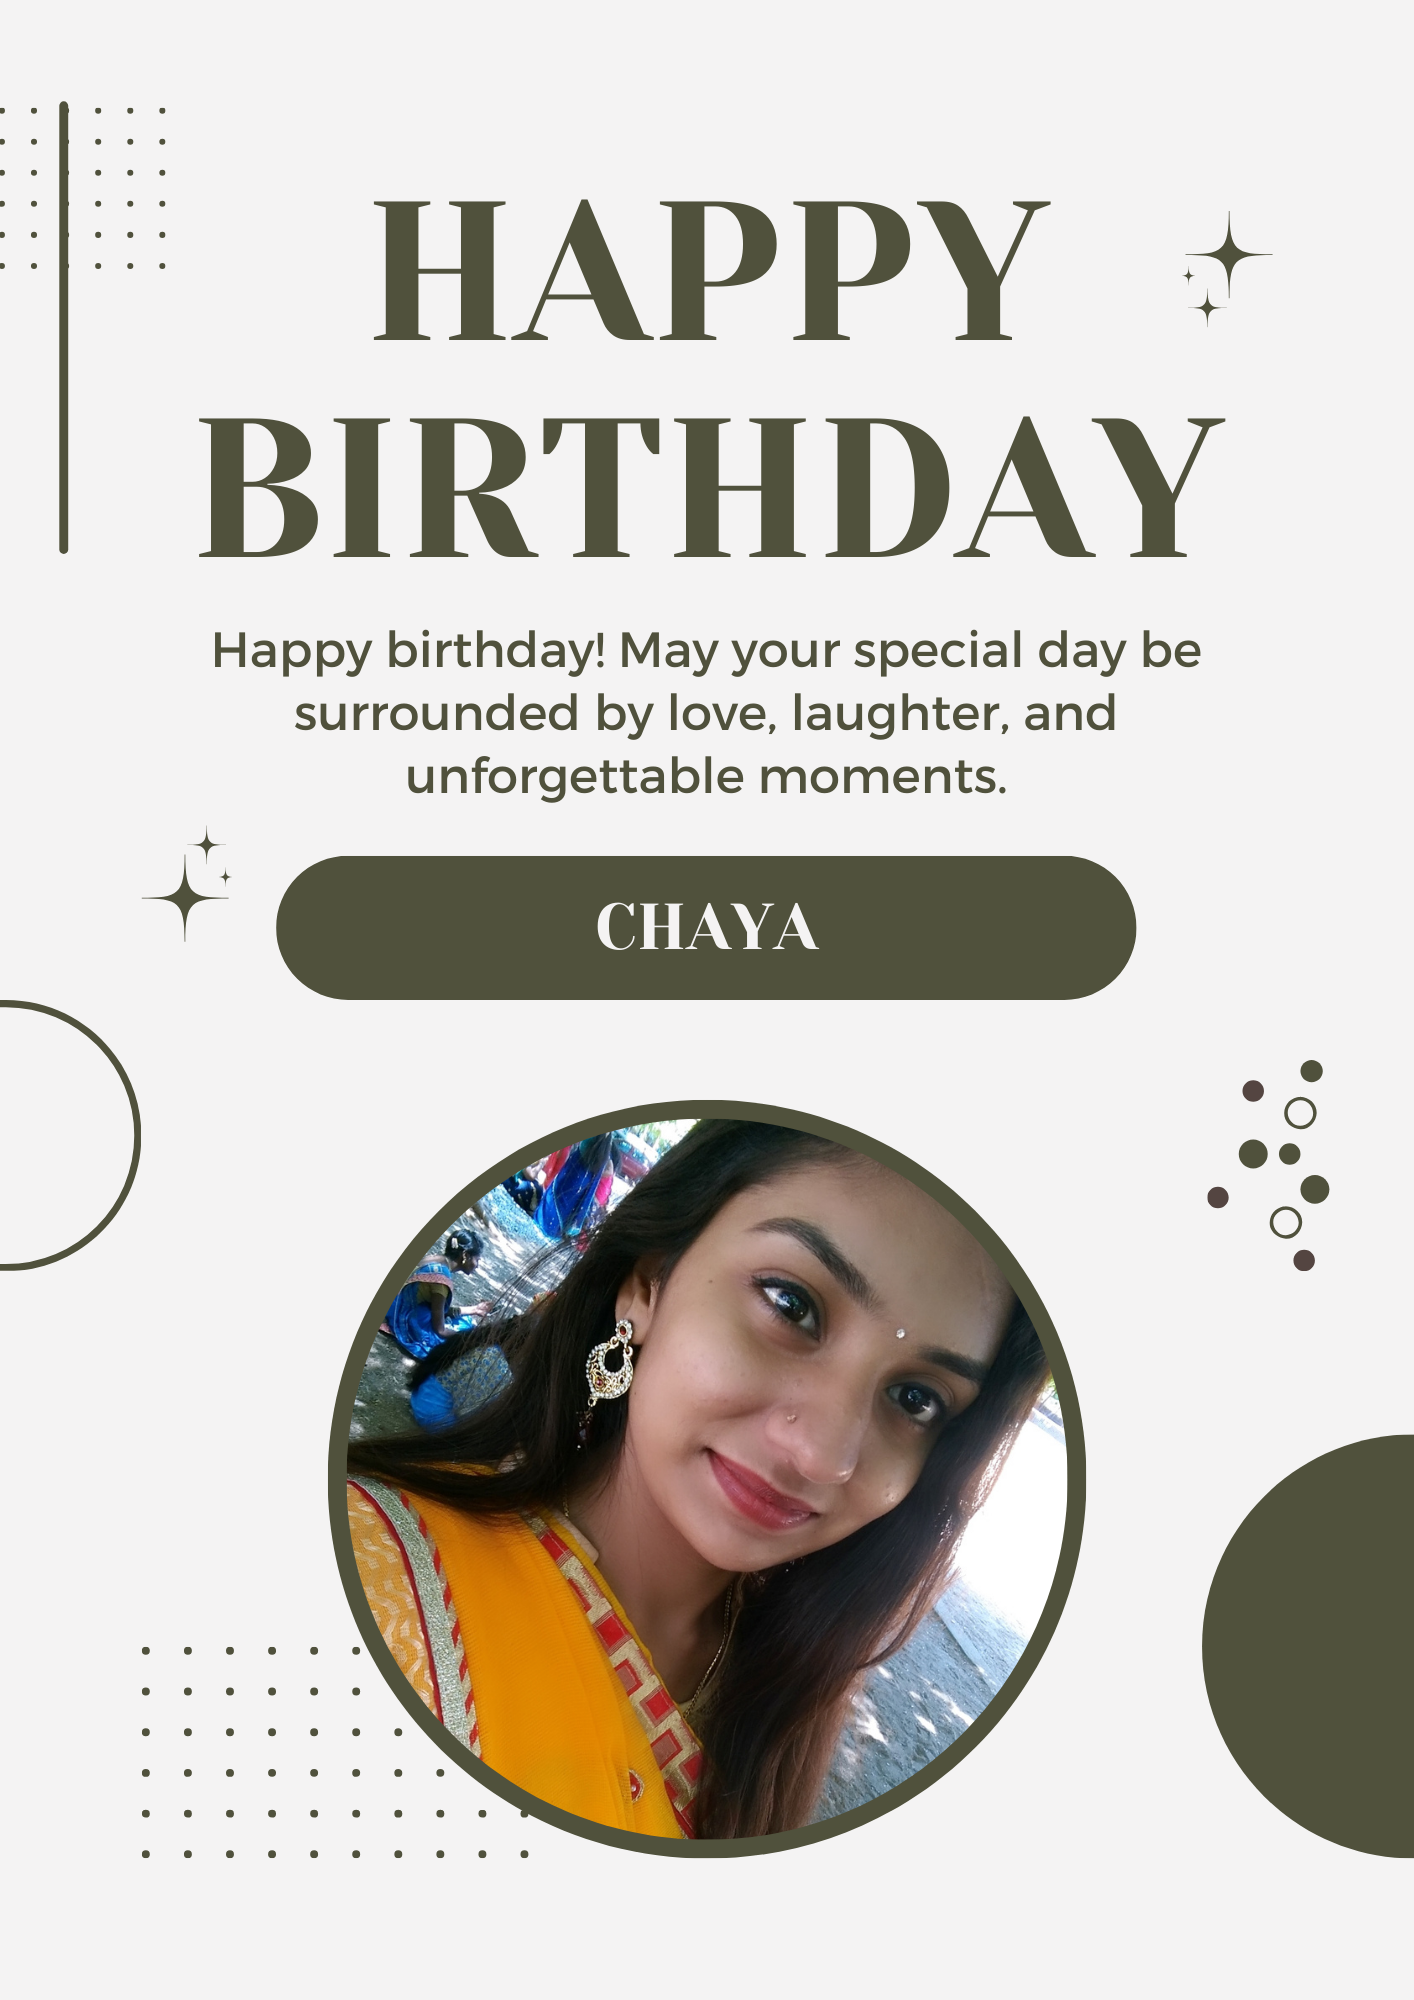 HAPPY
BIRTHDAY
Happy birthday! May your special day be
surrounded by love, laughter, and
unforgettable moments.
CHAYA